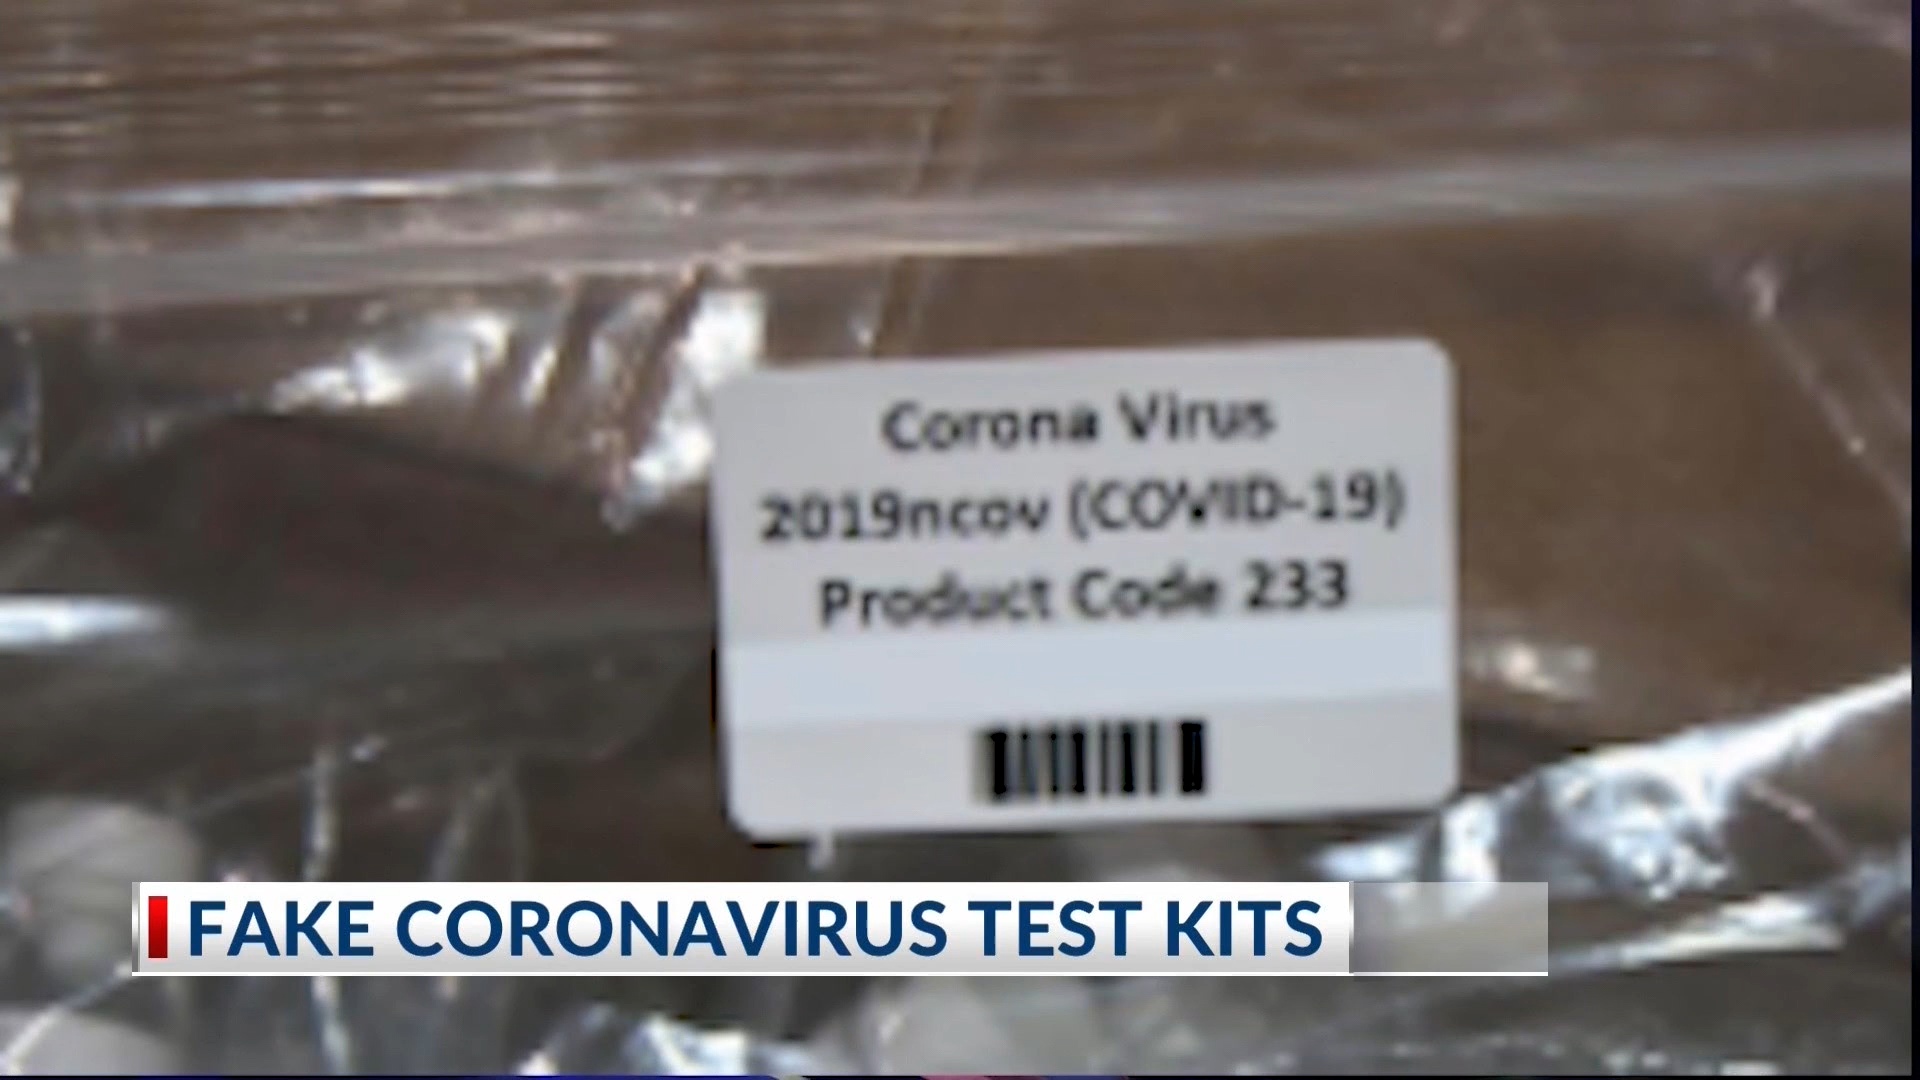 Corona Virus
2019ncov (COVID-19)
Product Code 233
FAKE CORONAVIRUS TEST KITS